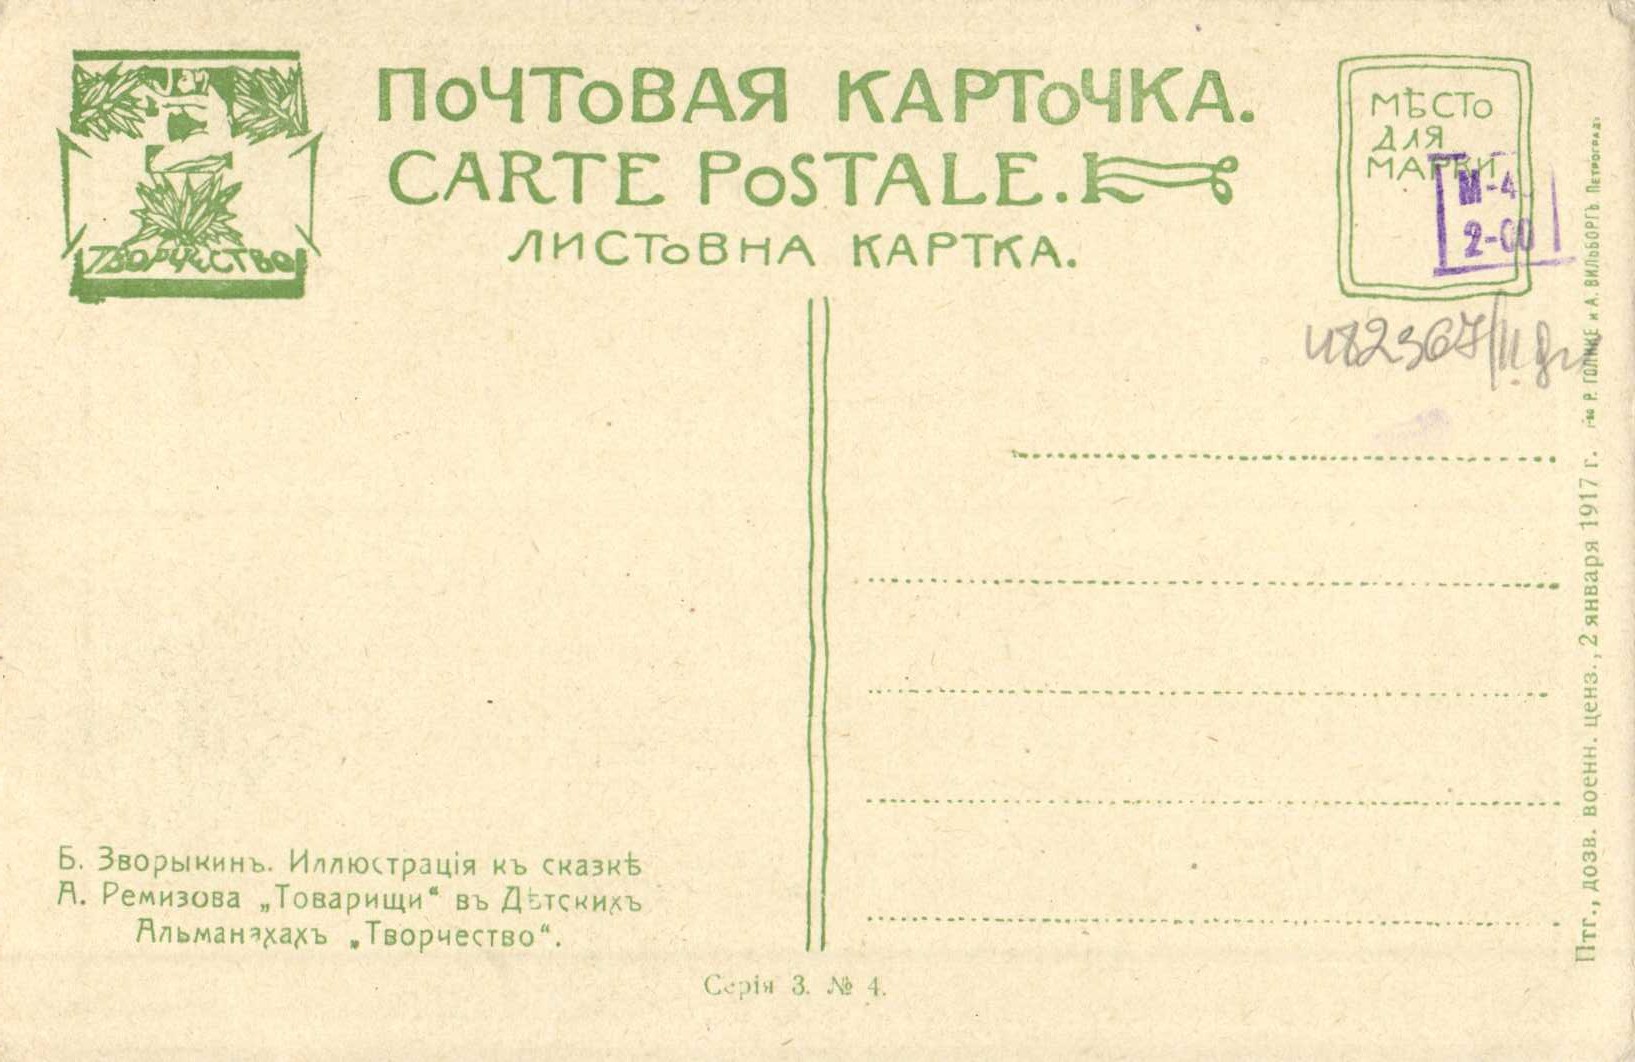 ПОЧТОВАЯ КАРТОЧКА.
CARTE POSTALE.
ЛИСТОВНА КАРТКА.
ТВОРЧЕСТВО
МѢСТО
ДЛЯ
МАРКИ
М-4
2-00
482367
Б. Зворыкинъ. Иллюстрація къ сказкѣ
А. Ремизова „Товарищи“ въ Дѣтскихъ
Альманахахъ „Творчество“.
Серія 3. № 4.
Птг., дозв. военн. ценз., 2 января 1917 г. Т-во Р. ГОЛИКЕ и А. ВИЛЬБОРГЪ. Петроградъ